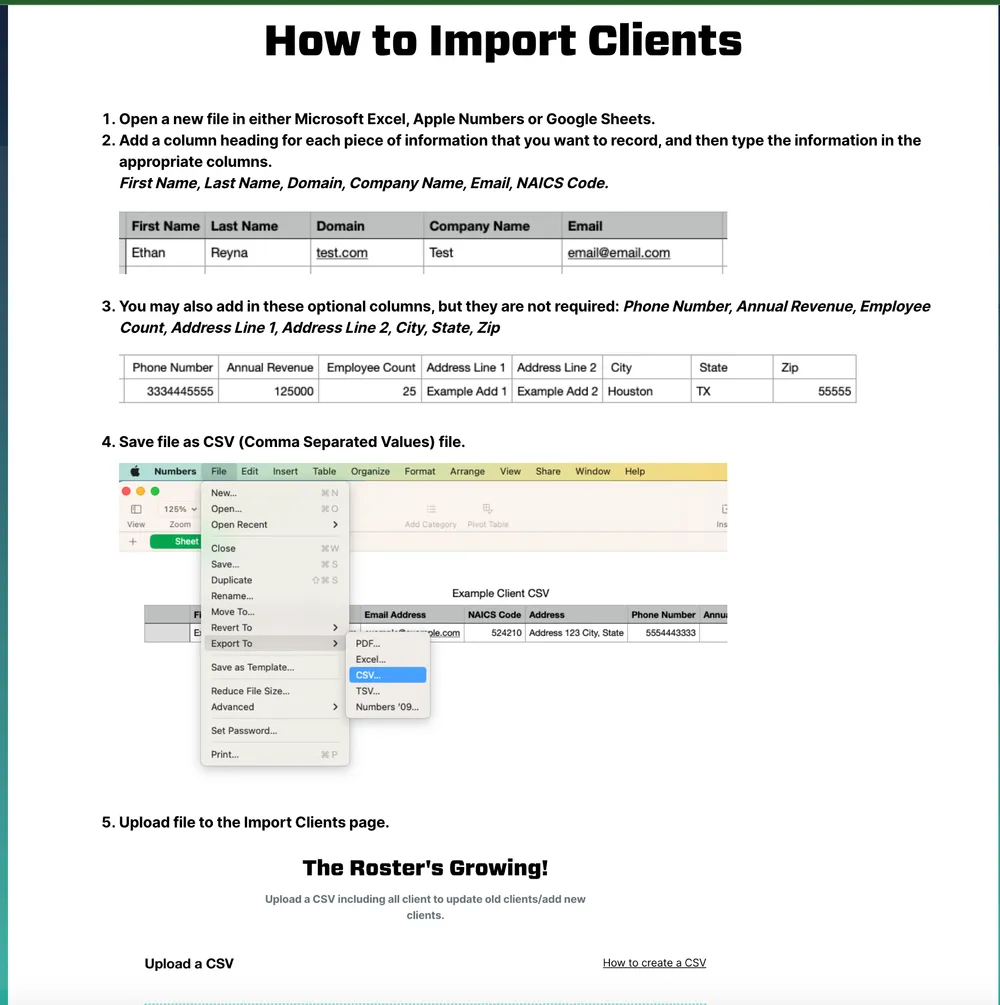 How to Import Clients
1. Open a new file in either Microsoft Excel, Apple Numbers or Google Sheets.
2. Add a column heading for each piece of information that you want to record, and then type the information in the
appropriate columns.
First Name, Last Name, Domain, Company Name, Email, NAICS Code.
First Name Last Name Domain Company Name Email
Ethan Reyna test.com Test email@email.com
3. You may also add in these optional columns, but they are not required: Phone Number, Annual Revenue, Employee
Count, Address Line 1, Address Line 2, City, State, Zip
Phone Number Annual Revenue Employee Count Address Line 1 Address Line 2 City State Zip
3334445555 125000 25 Example Add 1 Example Add 2 Houston TX 55555
4. Save file as CSV (Comma Separated Values) file.
Numbers File Edit Insert Table Organize Format Arrange View Share Window Help
New... ⌘N
125% Open... ⌘O
View Zoom Open Recent > Add Category Pivot Table Ins
+ Sheet
Close ⌘W
Save... ⌘S
Duplicate ⇧⌘S
Rename...
Example Client CSV
Move To...
Email Address NAICS Code Address Phone Number Annu
Revert To >
524210 Address 123 City, State 5554443333
Export To >
PDF...
Excel...
Save as Template...
CSV...
Reduce File Size... TSV...
Advanced > Numbers '09...
Set Password...
Print... ⌘P
5. Upload file to the Import Clients page.
The Roster's Growing!
Upload a CSV including all client to update old clients/add new
clients.
Upload a CSV How to create a CSV